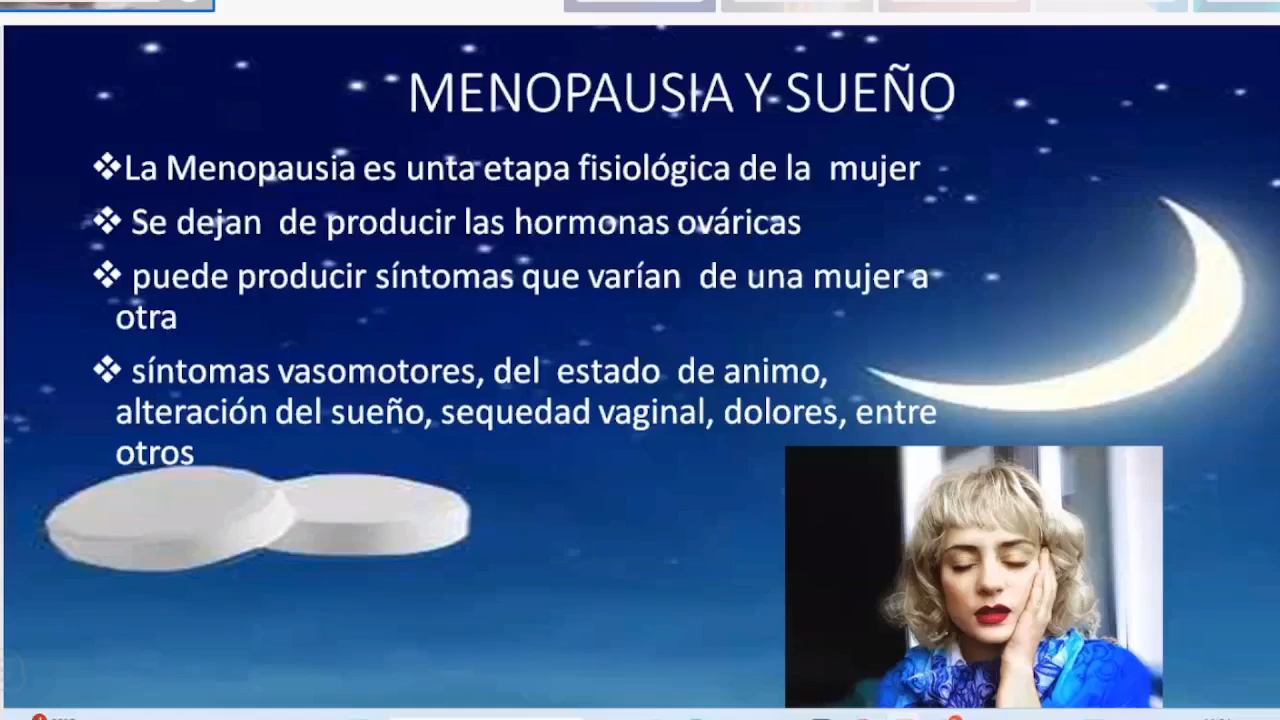 MENOPAUSIA Y SUEÑO
❖La Menopausia es unta etapa fisiológica de la mujer
❖ Se dejan de producir las hormonas ováricas
❖ puede producir síntomas que varían de una mujer a
otra
❖ síntomas vasomotores, del estado de animo,
alteración del sueño, sequedad vaginal, dolores, entre
otros